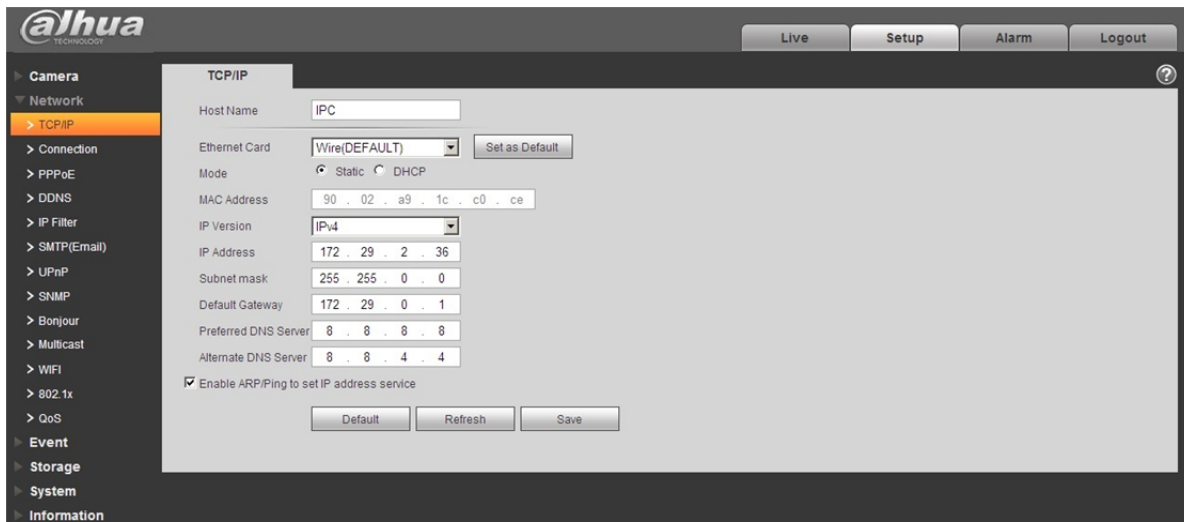 alhua
TECHNOLOGY
Live
Setup
Alarm
Logout
Camera
Network
> TCP/IP
> Connection
> PPPoE
> DDNS
> IP Filter
> SMTP(Email)
> UPnP
> SNMP
> Bonjour
> Multicast
> WIFI
> 802.1x
> QoS
Event
Storage
System
Information
TCP/IP
?
Host Name IPC
Ethernet Card Wire(DEFAULT) Set as Default
Mode Static DHCP
MAC Address 90 . 02 . a9 . 1c . c0 . ce
IP Version IPv4
IP Address 172 . 29 . 2 . 36
Subnet mask 255 . 255 . 0 . 0
Default Gateway 172 . 29 . 0 . 1
Preferred DNS Server 8 . 8 . 8 . 8
Alternate DNS Server 8 . 8 . 4 . 4
Enable ARP/Ping to set IP address service
Default Refresh Save